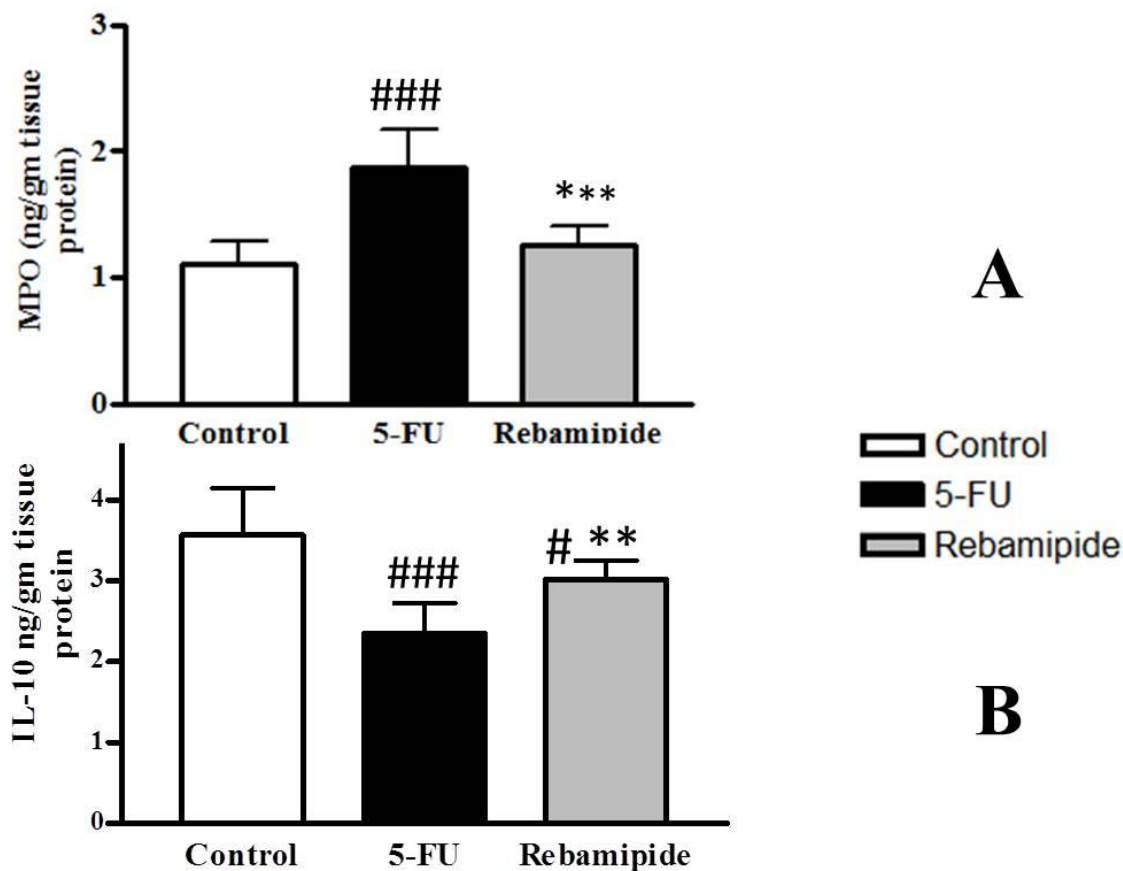 MPO (ng/gm tissue
protein)
3
2
1
0
###
***
Control 5-FU Rebamipide
A
IL-10 ng/gm tissue
protein
4
3
2
1
0
###
# **
Control 5-FU Rebamipide
Control
5-FU
Rebamipide
B